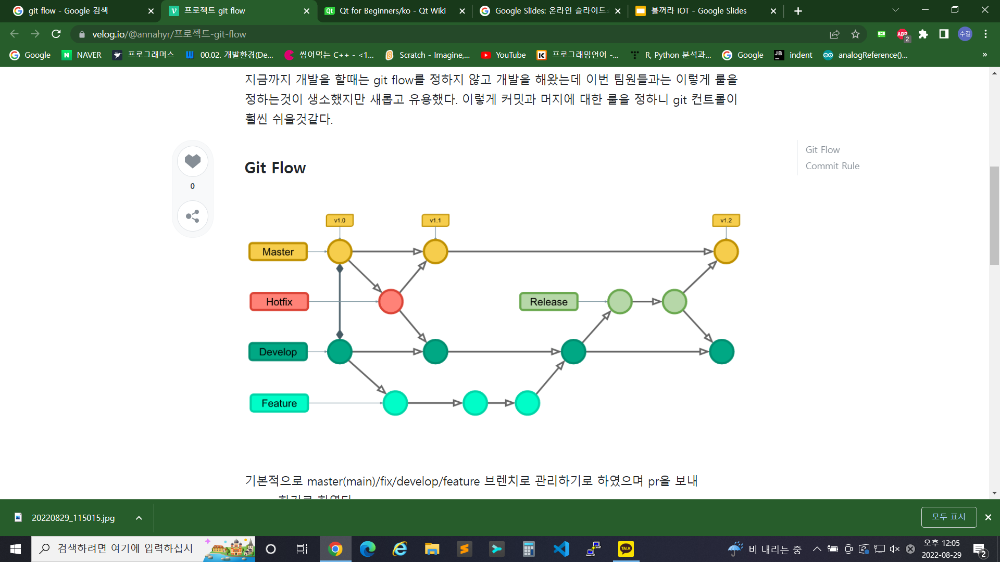 git flow - Google 검색
프로젝트 git flow
Qt for Beginners/ko - Qt Wiki
Google Slides: 온라인 슬라이드
불꺼라 IOT - Google Slides
velog.io/@annahyr/프로젝트-git-flow
ABP
2
수길
Google
NAVER
프로그래머스
00.02. 개발환경(De...
씹어먹는 C++ - <1...
Scratch - Imagine,...
YouTube
프로그래밍언어 -...
R, Python 분석과...
Google
indent
analogReference()...
»
지금까지 개발을 할때는 git flow를 정하지 않고 개발을 해왔는데 이번 팀원들과는 이렇게 룰을
정하는것이 생소했지만 새롭고 유용했다. 이렇게 커밋과 머지에 대한 룰을 정하니 git 컨트롤이
훨씬 쉬울것같다.
Git Flow
Commit Rule
0
Git Flow
v1.0
v1.1
v1.2
Master
Hotfix
Release
Develop
Feature
기본적으로 master(main)/fix/develop/feature 브렌치로 관리하기로 하였으며 pr을 보내
20220829_115015.jpg
모두 표시
검색하려면 여기에 입력하십시
TALK
비 내리는 중
오후 12:05
2022-08-29
2